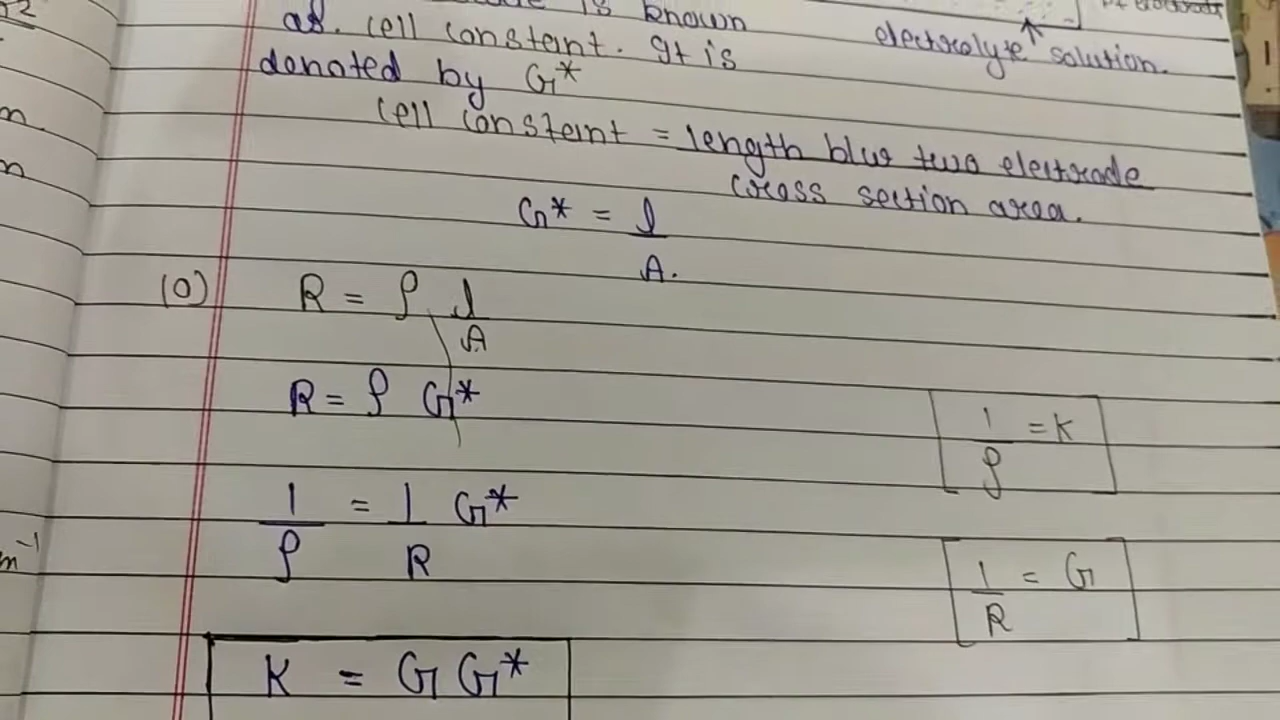 is known
as. cell constant. It is
electrolyte solution.
denoted by G*
cell constant = length b/w two electrode
cross section area.
G* = l
A.
(0) R = ρ l
A
R = ρ G*
1 = K
ρ
1 = 1 G*
ρ R
m⁻¹
1 = G
R
K = G G*